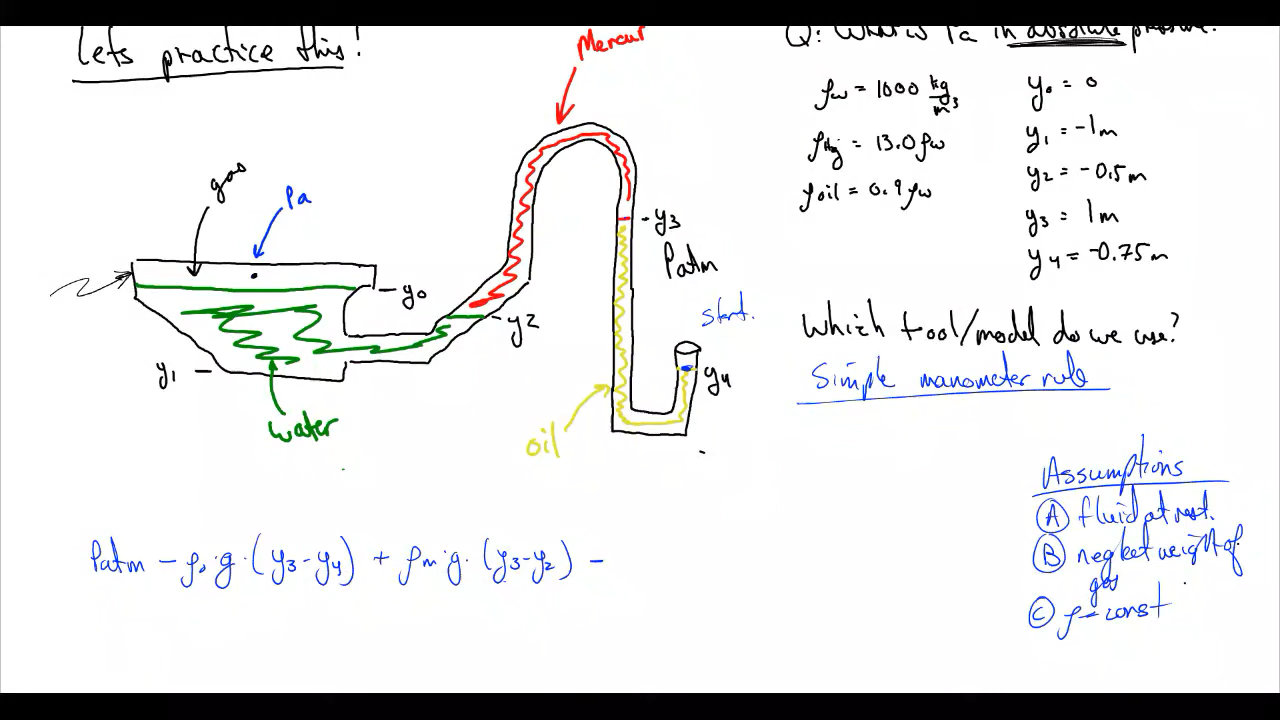 Lets practice this!
Q: What is Pa in absolute pressure?
Mercur
ρw = 1000 kg/m³
ρHg = 13.0 ρw
ρoil = 0.9 ρw
y0 = 0
y1 = -1m
y2 = -0.5m
y3 = 1m
y4 = -0.75m
gas
Pa
y0
y1
y2
y3
Patm
start.
y4
water
oil
Which tool/model do we use?
Simple manometer rule
Assumptions
A fluid at rest.
B neglect weight of
gas
C ρ = const
Patm - ρo·g·(y3-y4) + ρm·g·(y3-y2) -